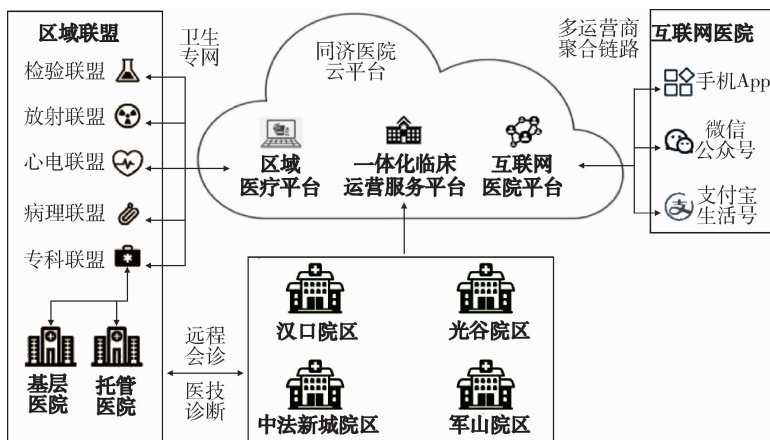 区域联盟
检验联盟
放射联盟
心电联盟
病理联盟
专科联盟
基层
医院
托管
医院
卫生
专网
同济医院
云平台
区域
医疗平台
一体化临床
运营服务平台
互联网
医院平台
多运营商
聚合链路
互联网医院
手机App
微信
公众号
支付宝
生活号
远程
会诊
医技
诊断
汉口院区
光谷院区
中法新城院区
军山院区